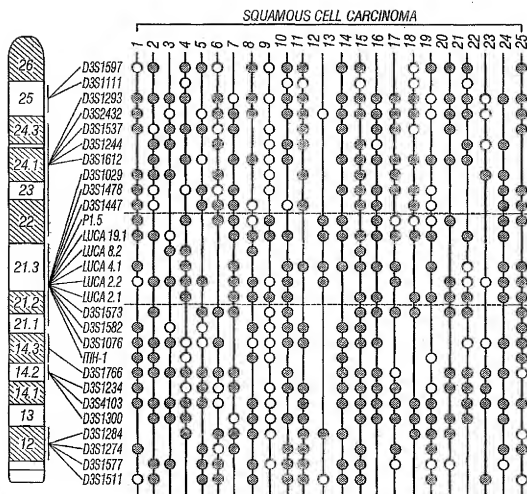 SQUAMOUS CELL CARCINOMA
1 2 3 4 5 6 7 8 9 10 11 12 13 14 15 16 17 18 19 20 21 22 23 24 25
26
25
24.3
24.1
23
22
21.3
21.2
21.1
14.3
14.2
14.1
13
12
D3S1597
D3S1111
D3S1293
D3S2432
D3S1537
D3S1244
D3S1612
D3S1029
D3S1478
D3S1447
P1.5
LUCA 19.1
LUCA 8.2
LUCA 4.1
LUCA 2.2
LUCA 2.1
D3S1573
D3S1582
D3S1076
ITIH-1
D3S1766
D3S1234
D3S4103
D3S1300
D3S1284
D3S1274
D3S1577
D3S1511